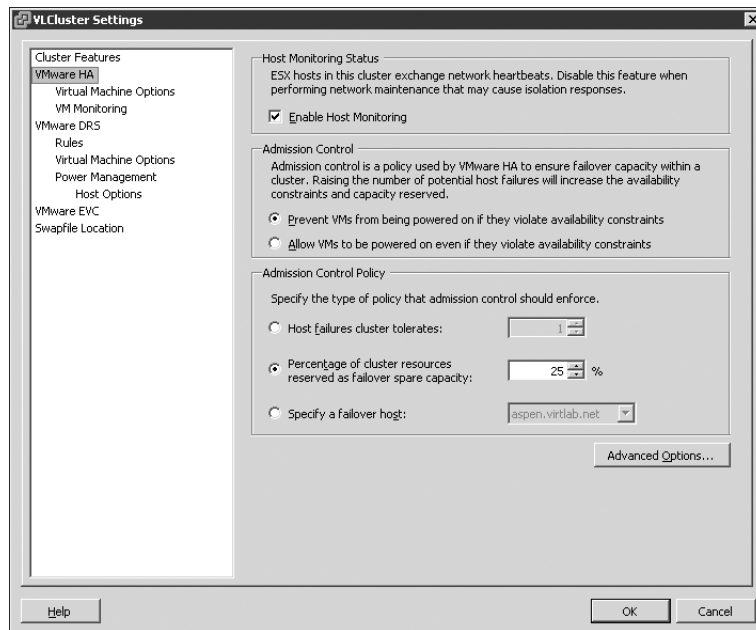 VLCluster Settings
Cluster Features
VMware HA
Virtual Machine Options
VM Monitoring
VMware DRS
Rules
Virtual Machine Options
Power Management
Host Options
VMware EVC
Swapfile Location
Host Monitoring Status
ESX hosts in this cluster exchange network heartbeats. Disable this feature when
performing network maintenance that may cause isolation responses.
Enable Host Monitoring
Admission Control
Admission control is a policy used by VMware HA to ensure failover capacity within a
cluster. Raising the number of potential host failures will increase the availability
constraints and capacity reserved.
Prevent VMs from being powered on if they violate availability constraints
Allow VMs to be powered on even if they violate availability constraints
Admission Control Policy
Specify the type of policy that admission control should enforce.
Host failures cluster tolerates: 1
Percentage of cluster resources
reserved as failover spare capacity: 25 %
Specify a failover host: aspen.virtlab.net
Advanced Options...
Help OK Cancel